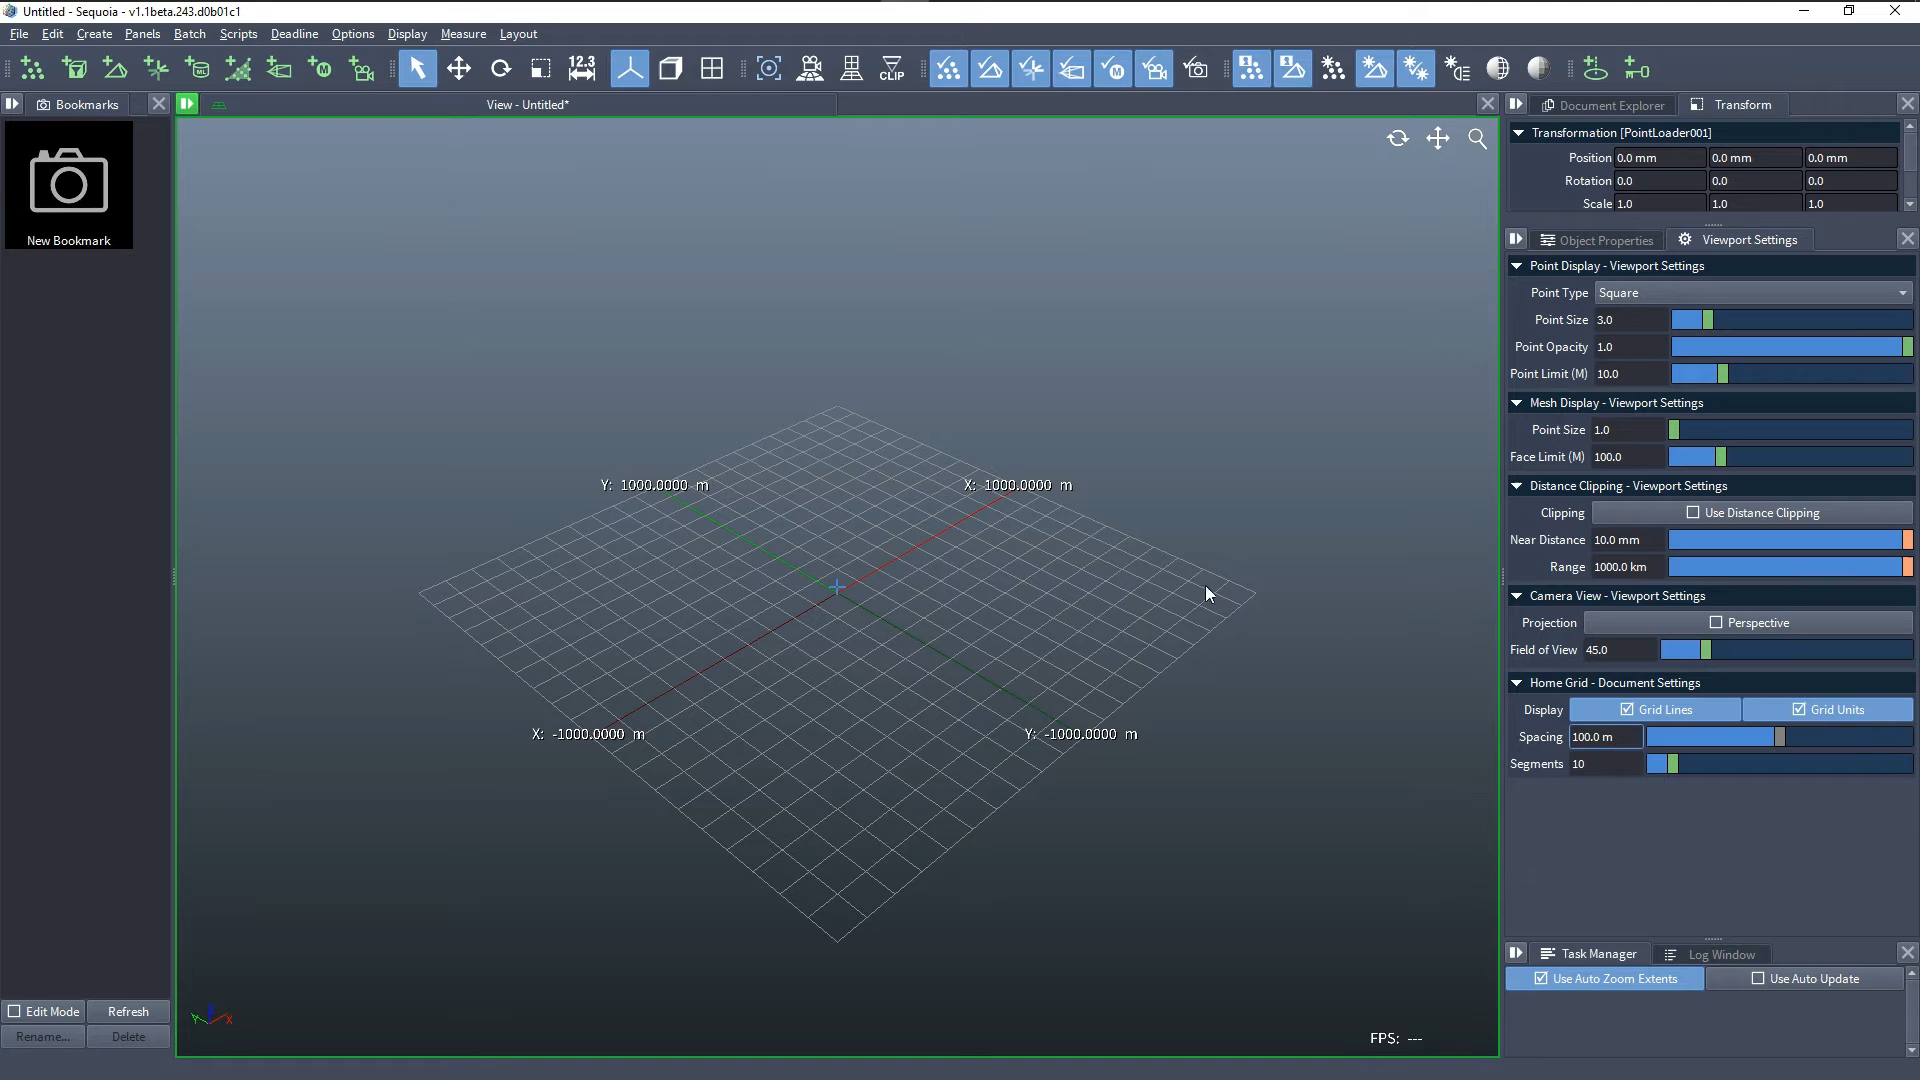 Untitled - Sequoia - v1.1beta.243.d0b01c1
File Edit Create Panels Batch Scripts Deadline Options Display Measure Layout
12.3
CLIP
M
M
1
1
Bookmarks
View - Untitled*
Document Explorer
Transform
New Bookmark
Transformation [PointLoader001]
Position 0.0 mm 0.0 mm 0.0 mm
Rotation 0.0 0.0 0.0
Scale 1.0 1.0 1.0
Object Properties
Viewport Settings
Point Display - Viewport Settings
Point Type Square
Point Size 3.0
Point Opacity 1.0
Point Limit (M) 10.0
Mesh Display - Viewport Settings
Point Size 1.0
Face Limit (M) 100.0
Distance Clipping - Viewport Settings
Clipping Use Distance Clipping
Near Distance 10.0 mm
Range 1000.0 km
Camera View - Viewport Settings
Projection Perspective
Field of View 45.0
Home Grid - Document Settings
Display Grid Lines Grid Units
Spacing 100.0 m
Segments 10
Y: 1000.0000 m
X: 1000.0000 m
X: -1000.0000 m
Y: -1000.0000 m
Task Manager
Log Window
Use Auto Zoom Extents
Use Auto Update
Edit Mode
Refresh
Rename...
Delete
Y X
FPS: ---